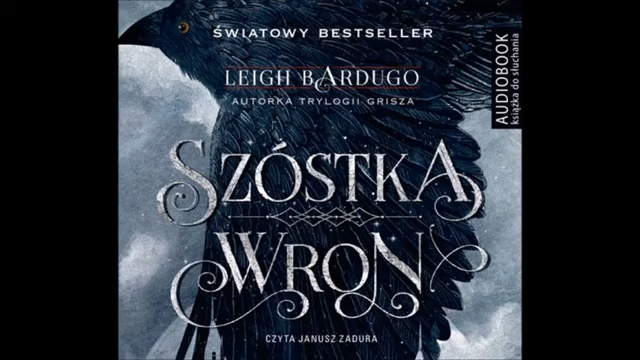 ŚWIATOWY BESTSELLER
LEIGH BARDUGO
AUTORKA TRYLOGII GRISZA
SZÓSTKA
WRON
CZYTA JANUSZ ZADURA
AUDIOBOOK
książka do słuchania